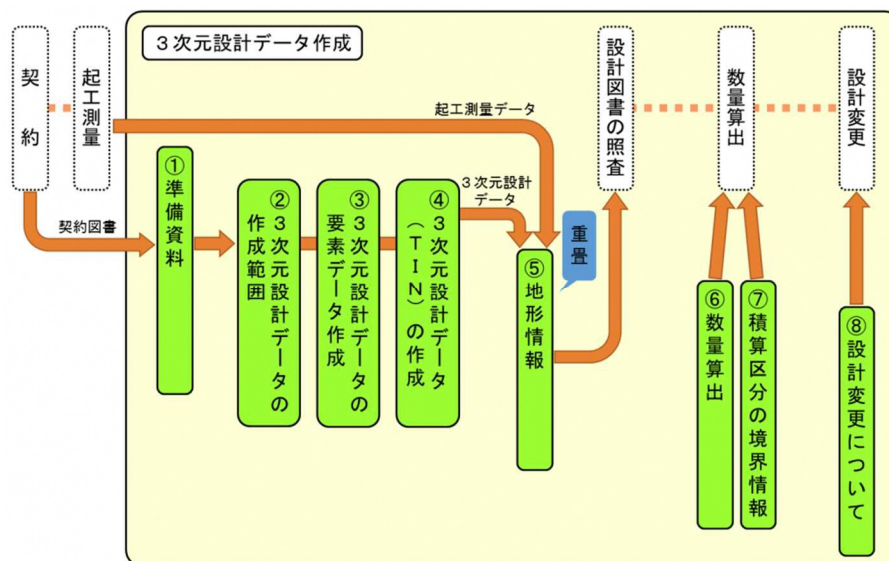 3次元設計データ作成
契約
起工測量
設計図書の照査
数量算出
設計変更
起工測量データ
契約図書
3次元設計
データ
重畳
①準備資料
②3次元設計データの
作成範囲
③3次元設計データの
要素データ作成
④3次元設計データ
(TIN)の作成
⑤地形情報
⑥数量算出
⑦積算区分の境界情報
⑧設計変更について